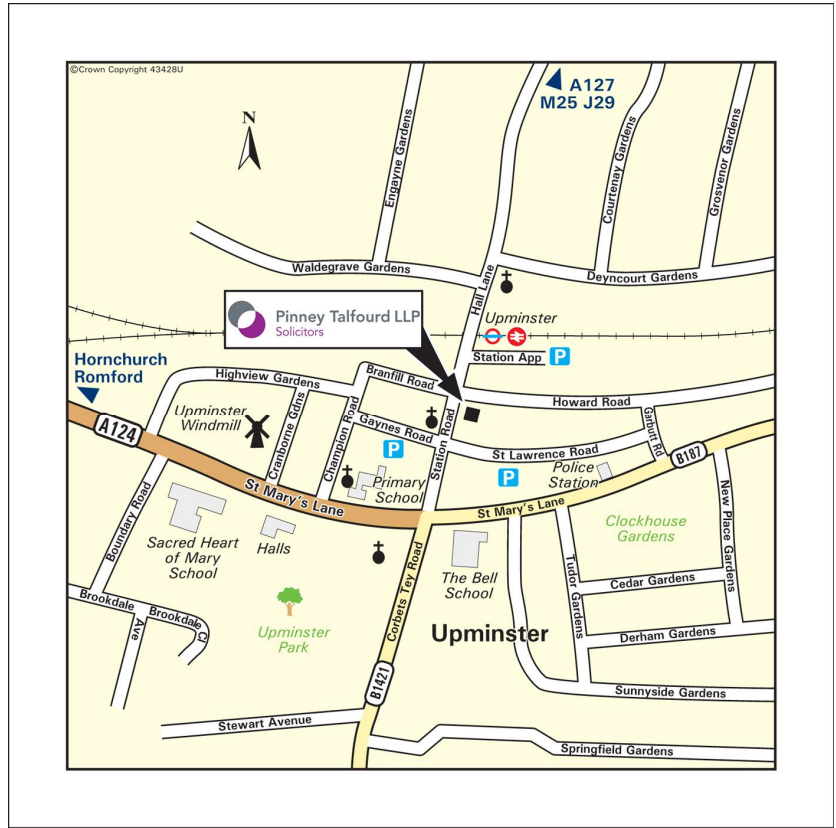 ©Crown Copyright 43428U
A127
M25 J29
N
Engayne Gardens
Courtenay Gardens
Grosvenor Gardens
Waldegrave Gardens
Hall Lane
Deyncourt Gardens
Pinney Talfourd LLP
Solicitors
Upminster
Station App
P
Hornchurch
Romford
Highview Gardens
Branfill Road
Howard Road
A124
Upminster
Windmill
Cranborne Gdns
Champion Road
Gaynes Road
Station Road
Garbutt Rd
St Lawrence Road
P
P
B187
Police
Station
Primary
School
St Mary's Lane
St Mary's Lane
Boundary Road
Sacred Heart
of Mary
School
Halls
Clockhouse
Gardens
New Place Gardens
The Bell
School
Tudor Gardens
Cedar Gardens
Corbets Tey Road
Brookdale
Ave
Brookdale Cl
Upminster
Park
Upminster
Derham Gardens
B1421
Sunnyside Gardens
Stewart Avenue
Springfield Gardens